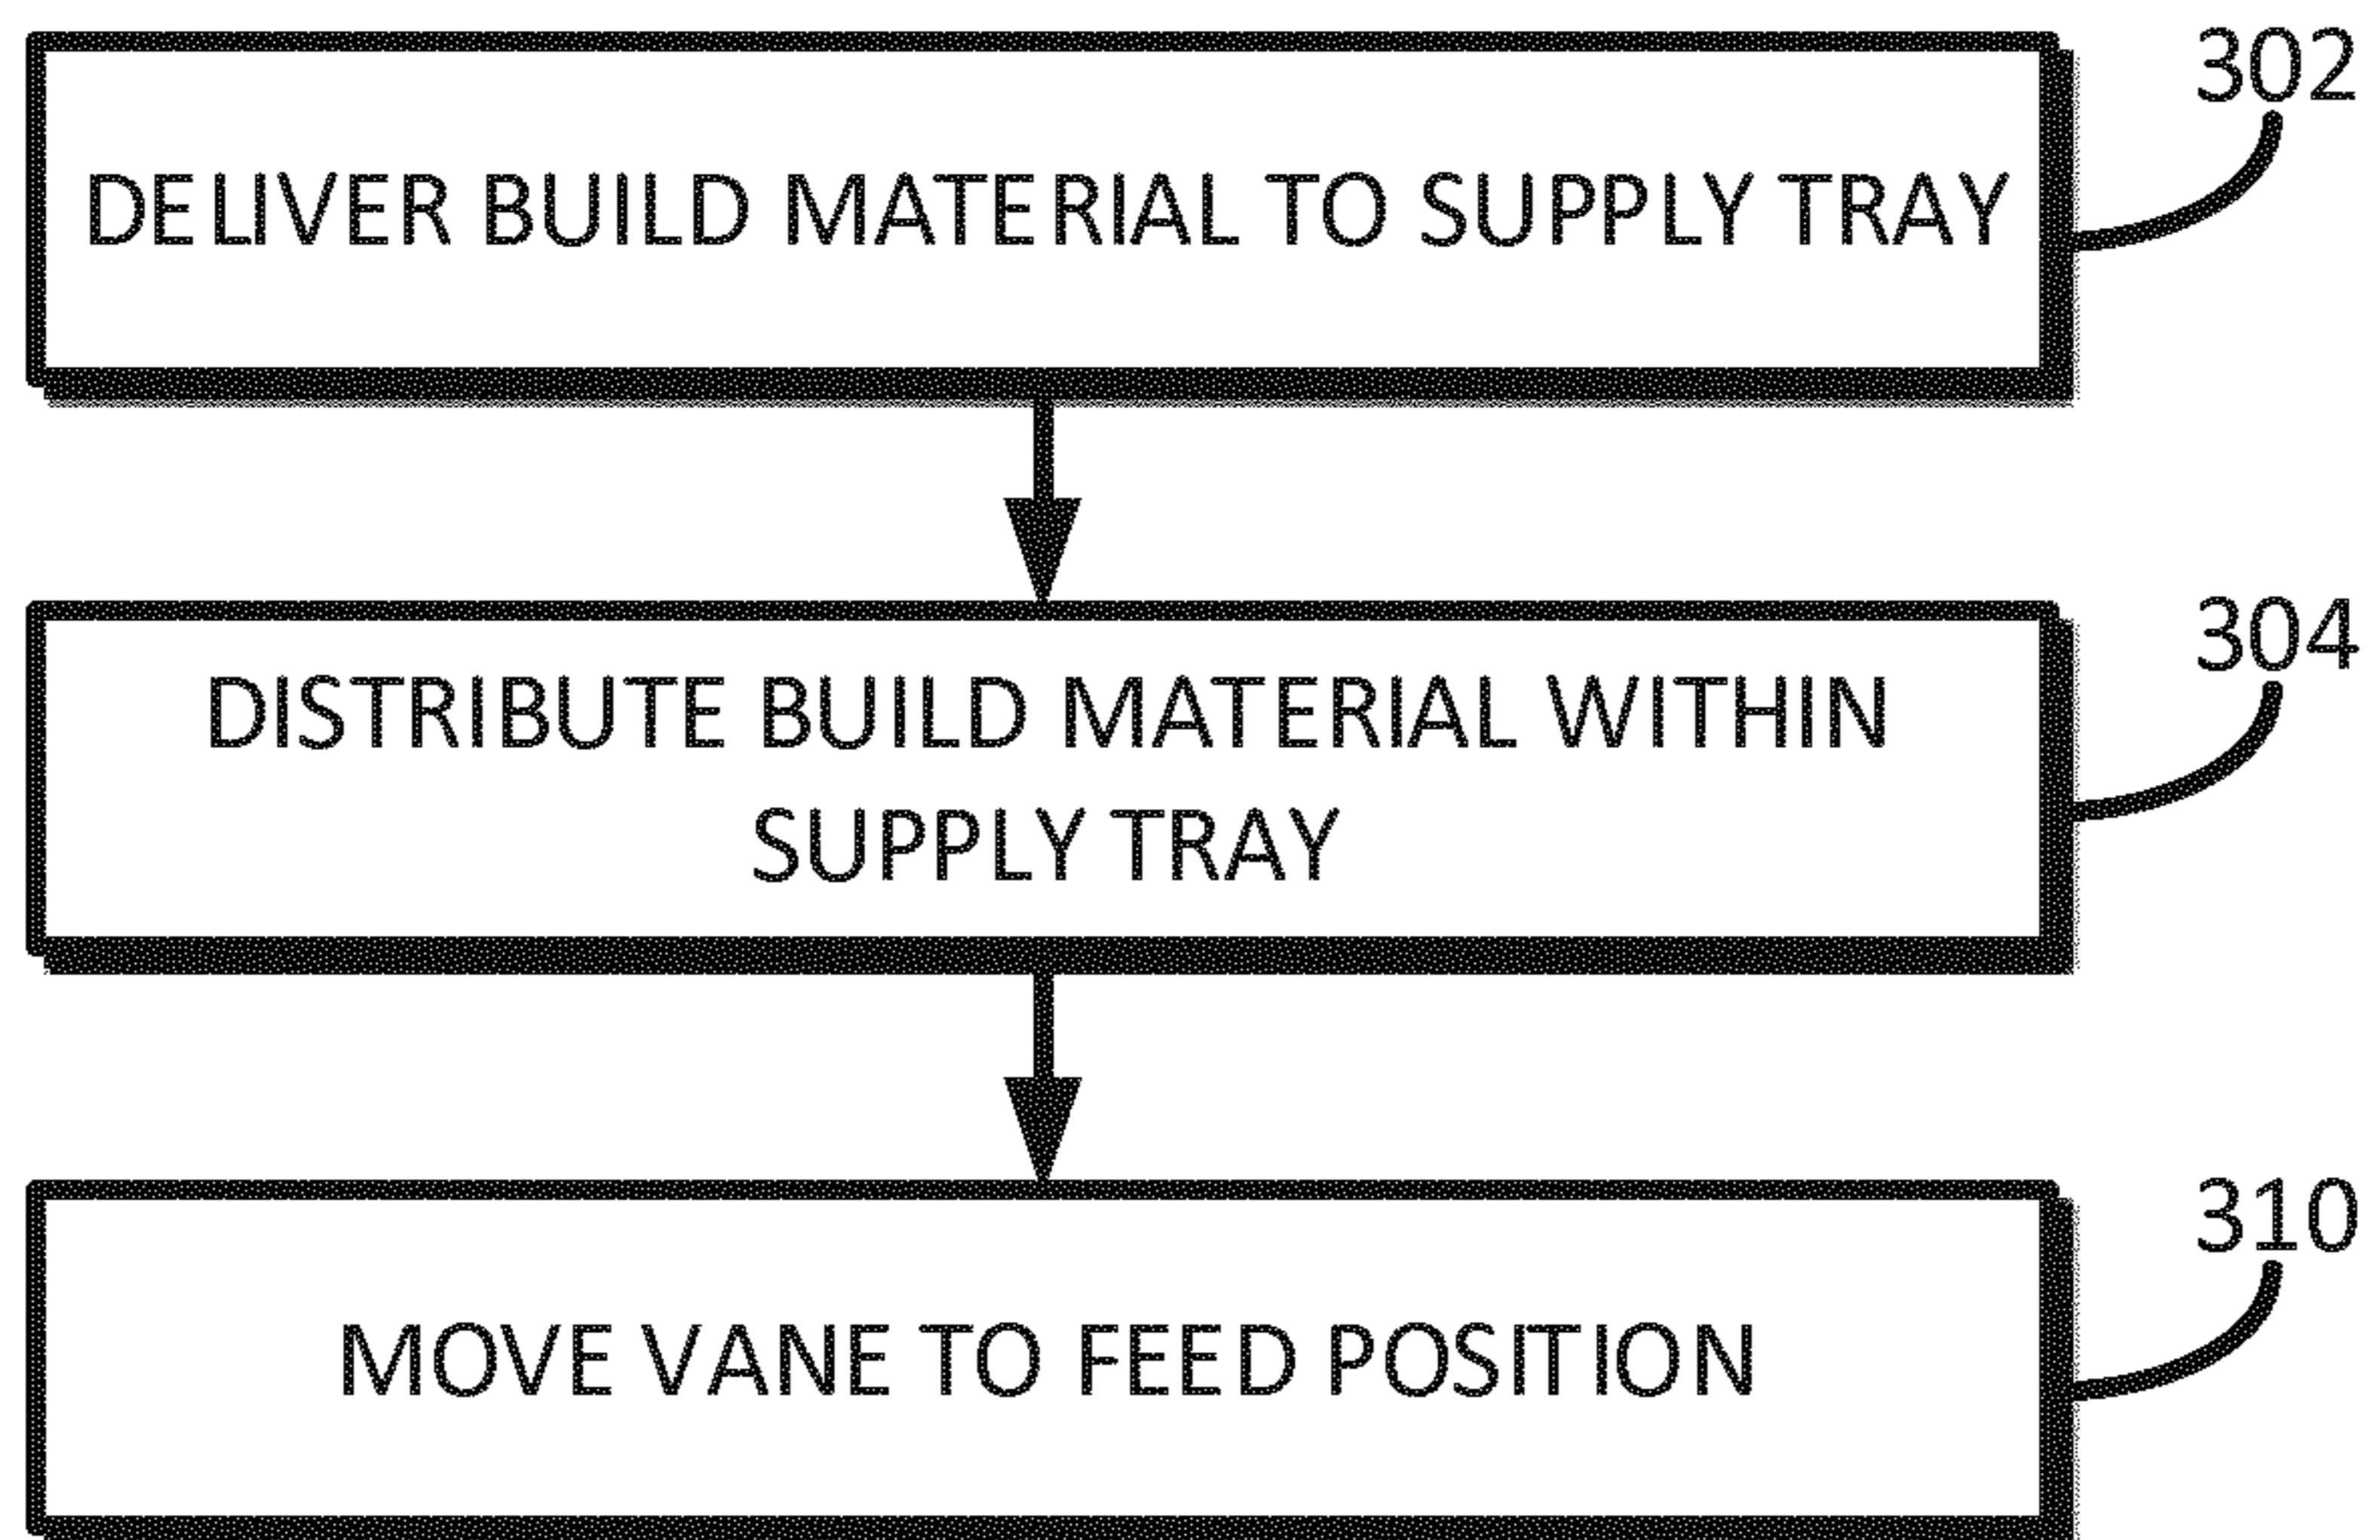 302
DELIVER BUILD MATERIAL TO SUPPLY TRAY
304
DISTRIBUTE BUILD MATERIAL WITHIN
SUPPLY TRAY
310
MOVE VANE TO FEED POSITION